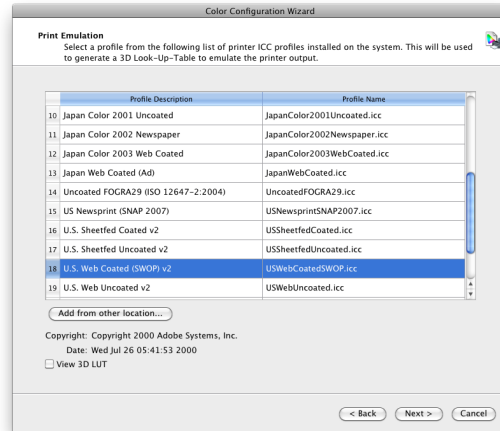 Color Configuration Wizard
Print Emulation
Select a profile from the following list of printer ICC profiles installed on the system. This will be used
to generate a 3D Look-Up-Table to emulate the printer output.
Profile Description Profile Name
10 Japan Color 2001 Uncoated JapanColor2001Uncoated.icc
11 Japan Color 2002 Newspaper JapanColor2002Newspaper.icc
12 Japan Color 2003 Web Coated JapanColor2003WebCoated.icc
13 Japan Web Coated (Ad) JapanWebCoated.icc
14 Uncoated FOGRA29 (ISO 12647-2:2004) UncoatedFOGRA29.icc
15 US Newsprint (SNAP 2007) USNewsprintSNAP2007.icc
16 U.S. Sheetfed Coated v2 USSheetfedCoated.icc
17 U.S. Sheetfed Uncoated v2 USSheetfedUncoated.icc
18 U.S. Web Coated (SWOP) v2 USWebCoatedSWOP.icc
19 U.S. Web Uncoated v2 USWebUncoated.icc
Add from other location...
Copyright: Copyright 2000 Adobe Systems, Inc.
Date: Wed Jul 26 05:41:53 2000
View 3D LUT
< Back Next > Cancel